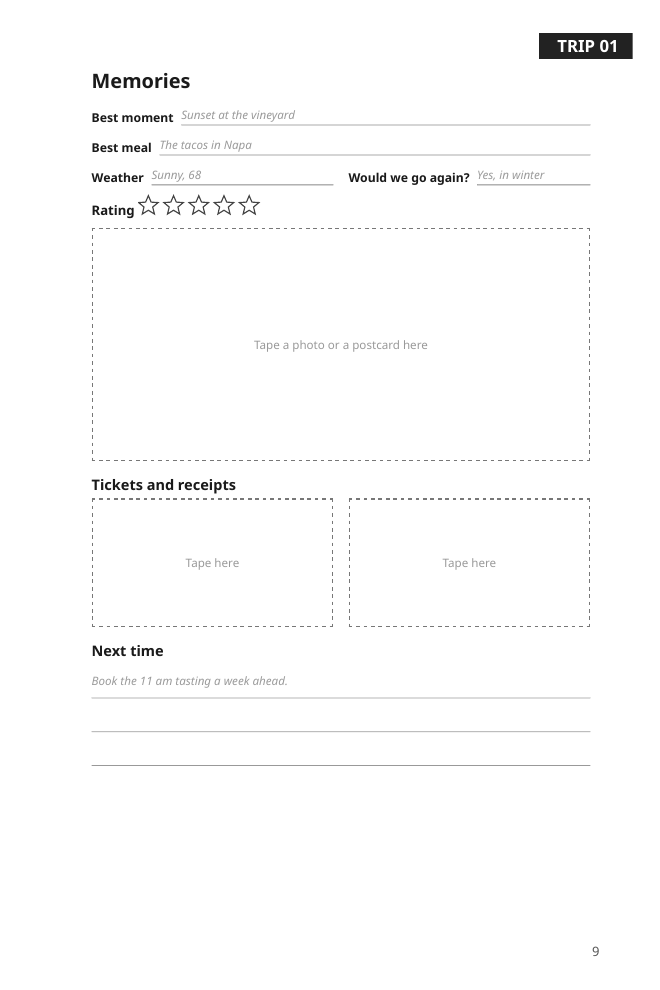 TRIP 01
Memories
Best moment Sunset at the vineyard
Best meal The tacos in Napa
Weather Sunny, 68 Would we go again? Yes, in winter
Rating
Tape a photo or a postcard here
Tickets and receipts
Tape here Tape here
Next time
Book the 11 am tasting a week ahead.
9